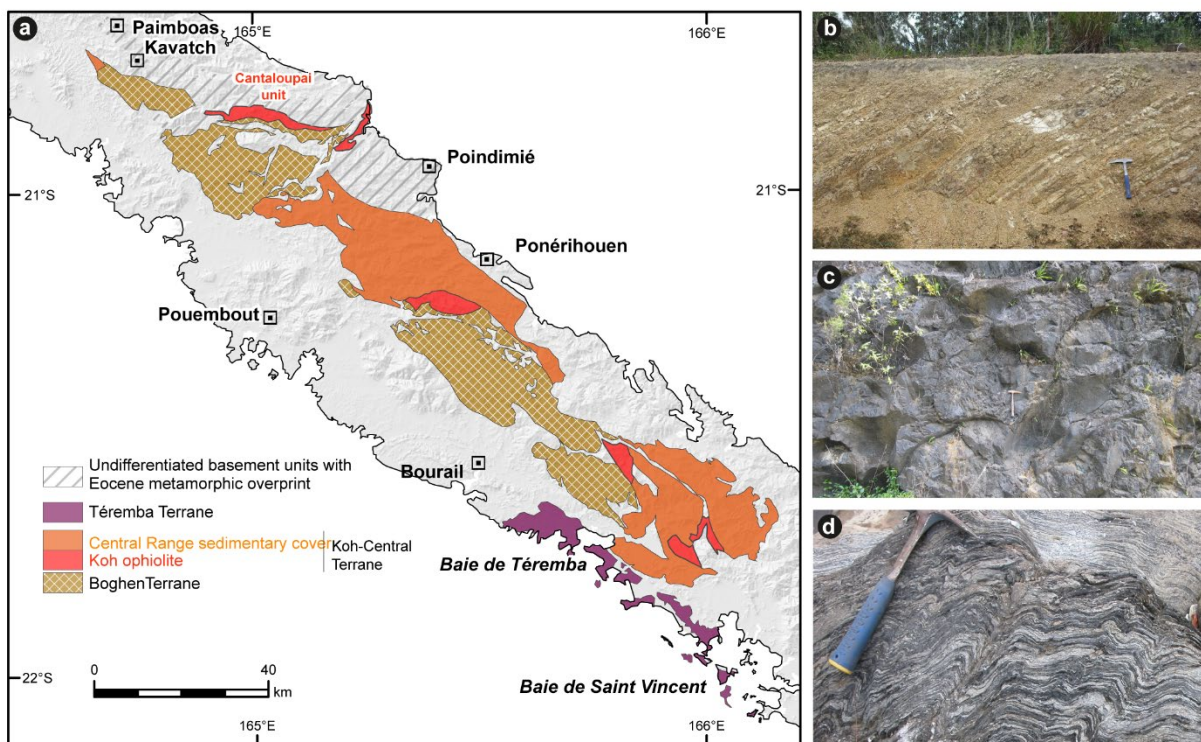 a
165°E
166°E
Paimboas
Kavatch
Cantaloupai
unit
Poindimié
21°S
21°S
Ponérihouen
Pouembout
Bourail
Undifferentiated basement units with
Eocene metamorphic overprint
Téremba Terrane
Central Range sedimentary cover
Koh ophiolite
Koh-Central
Terrane
BoghenTerrane
Baie de Téremba
0 40
km
22°S
Baie de Saint Vincent
165°E
166°E
b
c
d